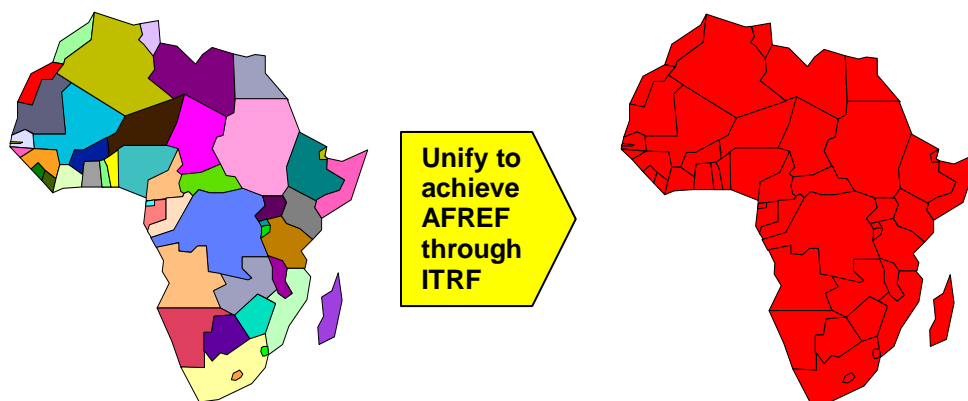 Unify to
achieve
AFREF
through
ITRF